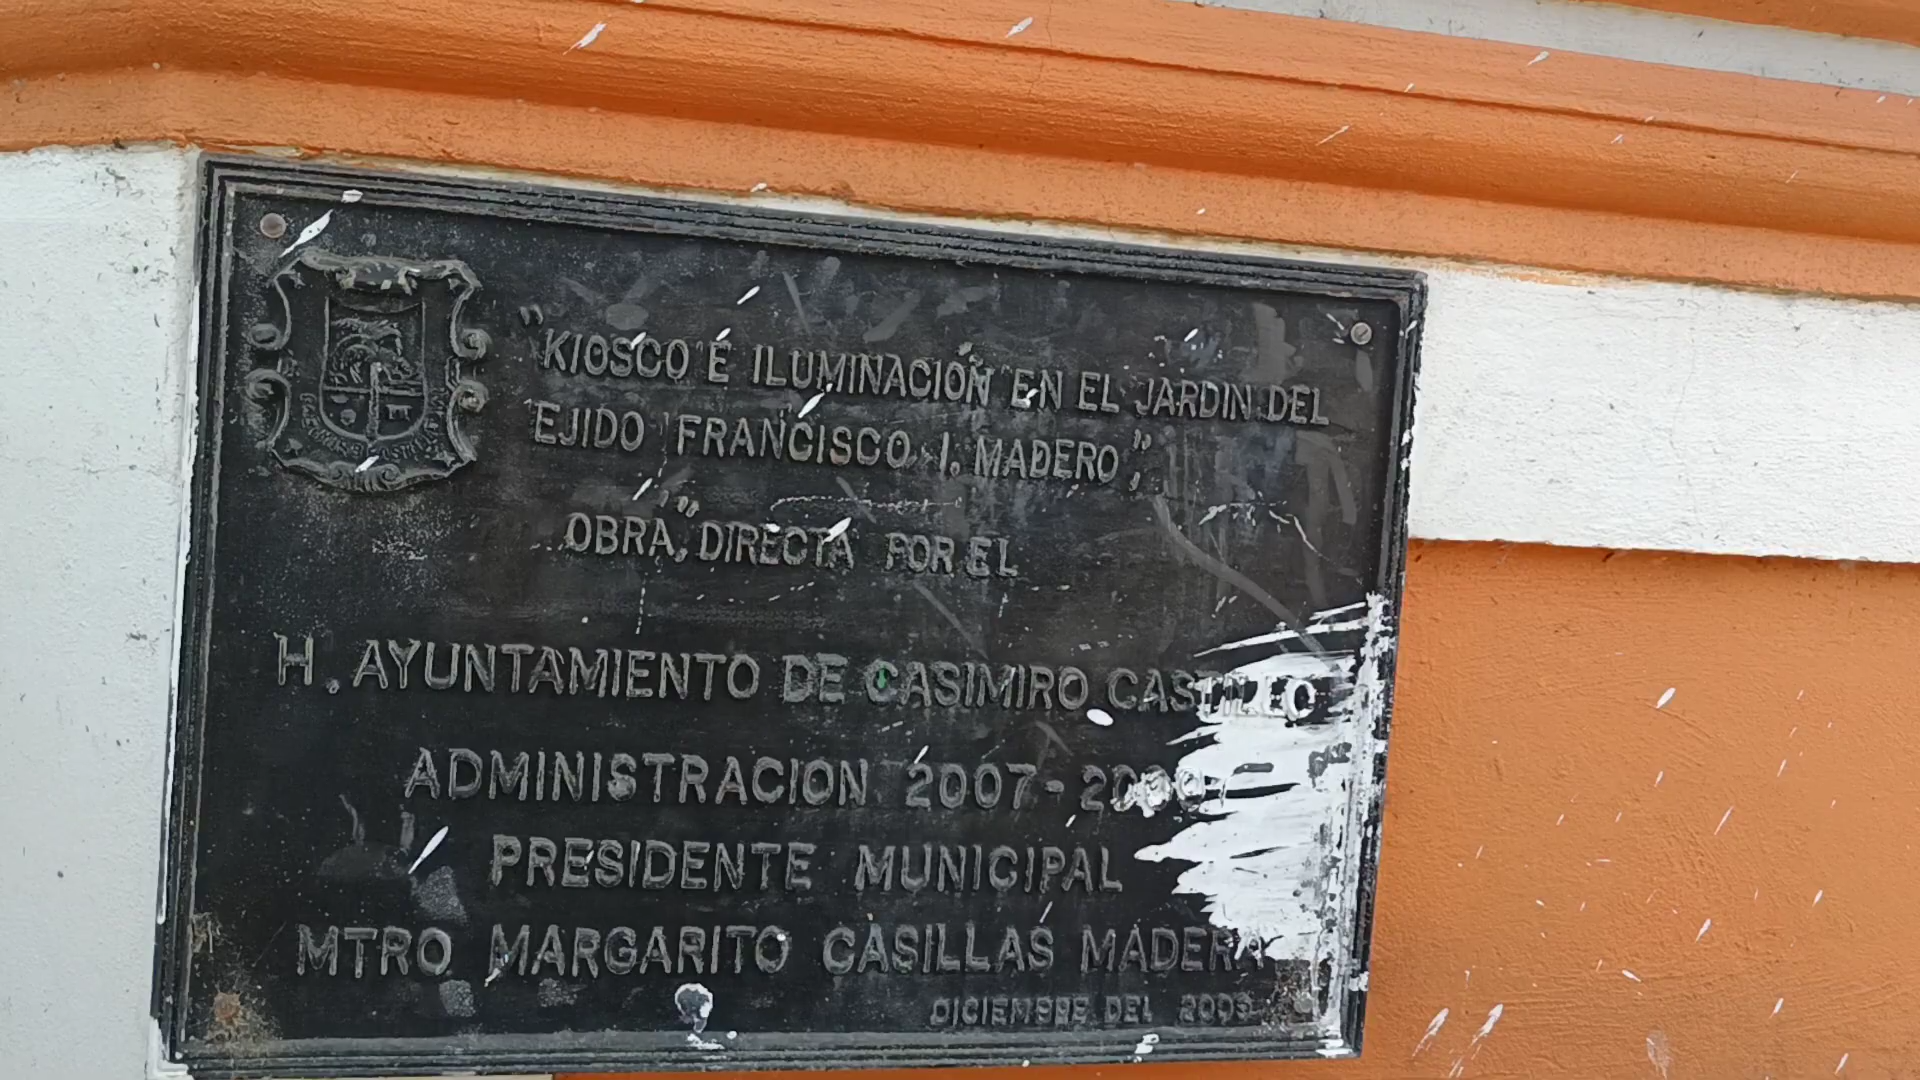 "KIOSCO E ILUMINACIÓN EN EL JARDIN DEL
EJIDO FRANCISCO I. MADERO,"
OBRA," DIRECTA POR EL
H. AYUNTAMIENTO DE CASIMIRO CASTILLO
ADMINISTRACION 2007-2009
PRESIDENTE MUNICIPAL
MTRO MARGARITO CASILLAS MADERA
DICIEMBRE DEL 2009